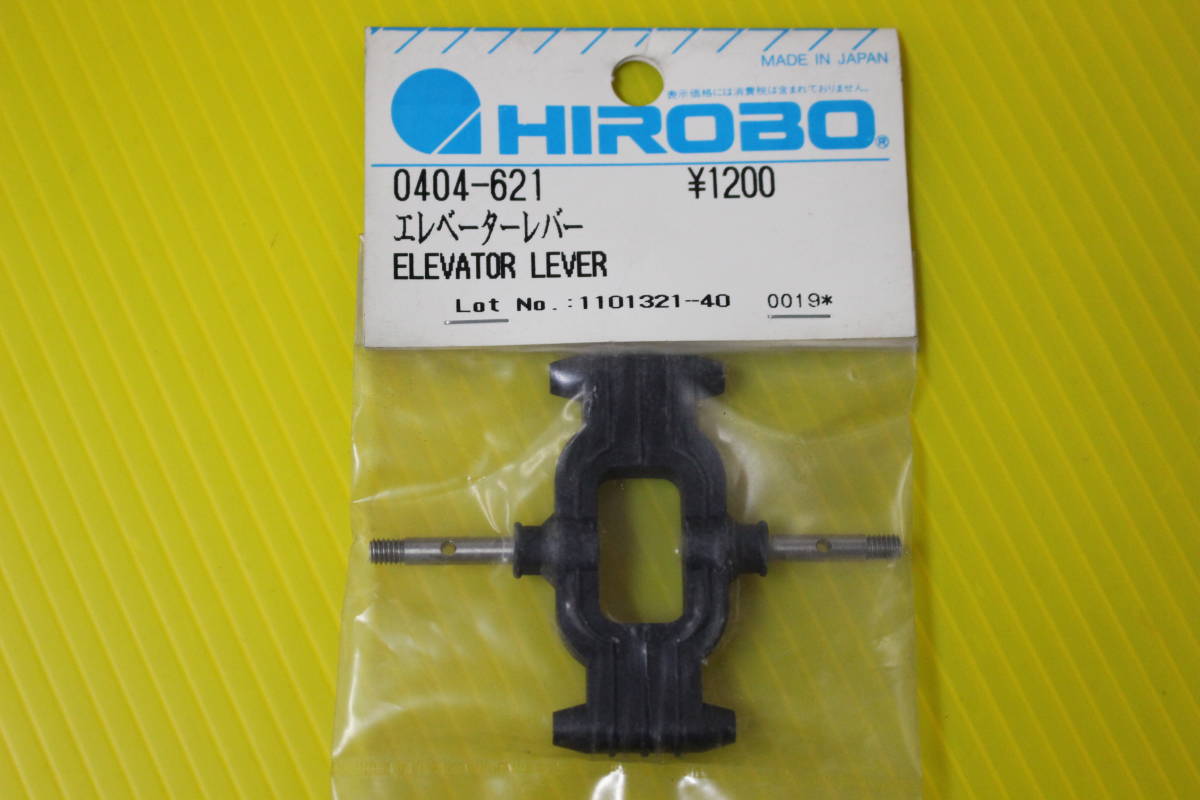 MADE IN JAPAN
表示価格には消費税は含まれておりません。
HIROBO®
0404-621 ¥1200
エレベーターレバー
ELEVATOR LEVER
Lot No.:1101321-40 0019*